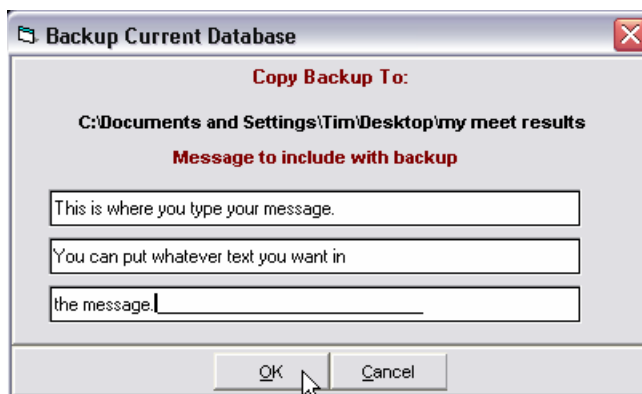 Backup Current Database
Copy Backup To:
C:\Documents and Settings\Tim\Desktop\my meet results
Message to include with backup
This is where you type your message.
You can put whatever text you want in
the message.______________________________
OK Cancel